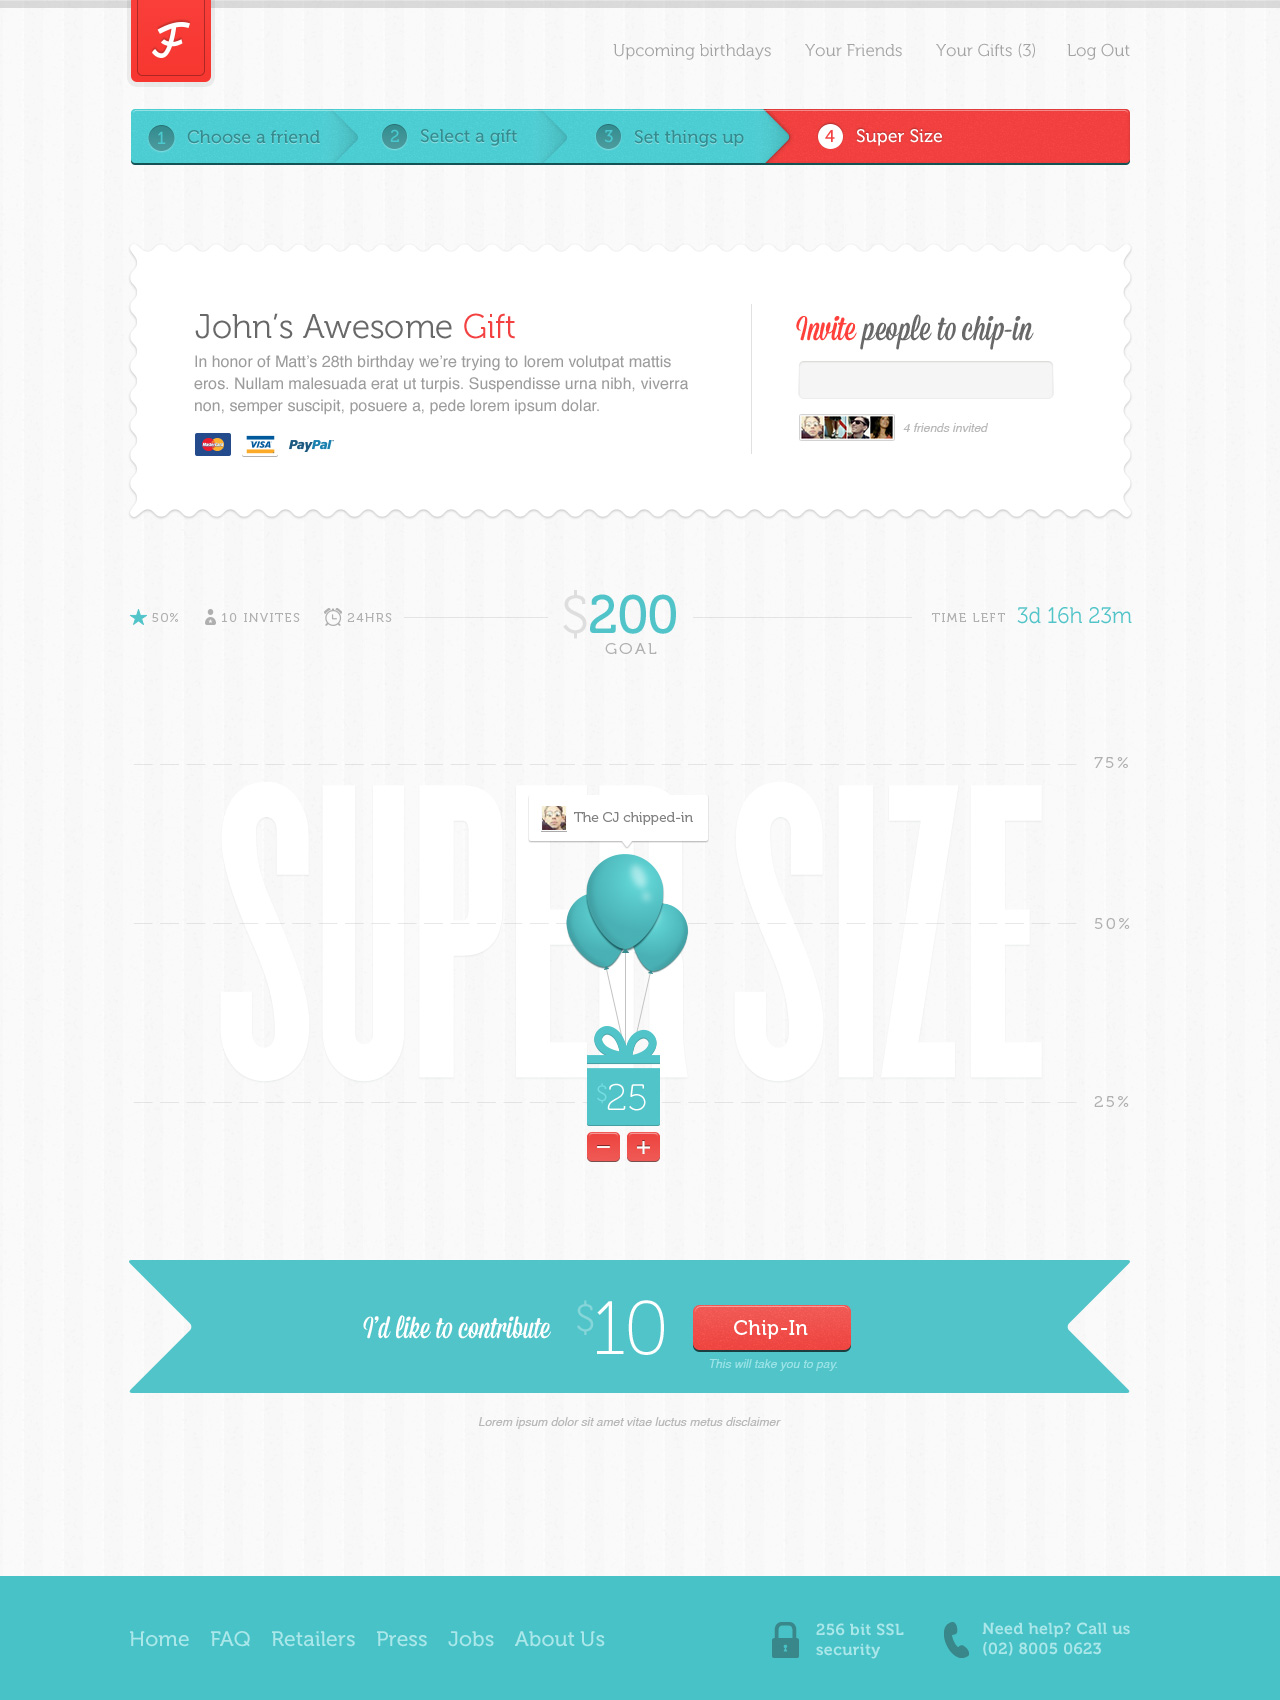 F
Upcoming birthdays Your Friends Your Gifts (3) Log Out
1 Choose a friend 2 Select a gift 3 Set things up 4 Super Size
John's Awesome Gift
In honor of Matt's 28th birthday we're trying to lorem volutpat mattis
eros. Nullam malesuada erat ut turpis. Suspendisse urna nibh, viverra
non, semper suscipit, posuere a, pede lorem ipsum dolar.
MasterCard VISA PayPal
Invite people to chip-in
4 friends invited
50% 10 INVITES 24HRS
$200
GOAL
TIME LEFT 3d 16h 23m
75%
SUPER SIZE
The CJ chipped-in
50%
$25
25%
− +
I'd like to contribute $10 Chip-In
This will take you to pay.
Lorem ipsum dolor sit amet vitae luctus metus disclaimer
Home FAQ Retailers Press Jobs About Us
256 bit SSL
security
Need help? Call us
(02) 8005 0623